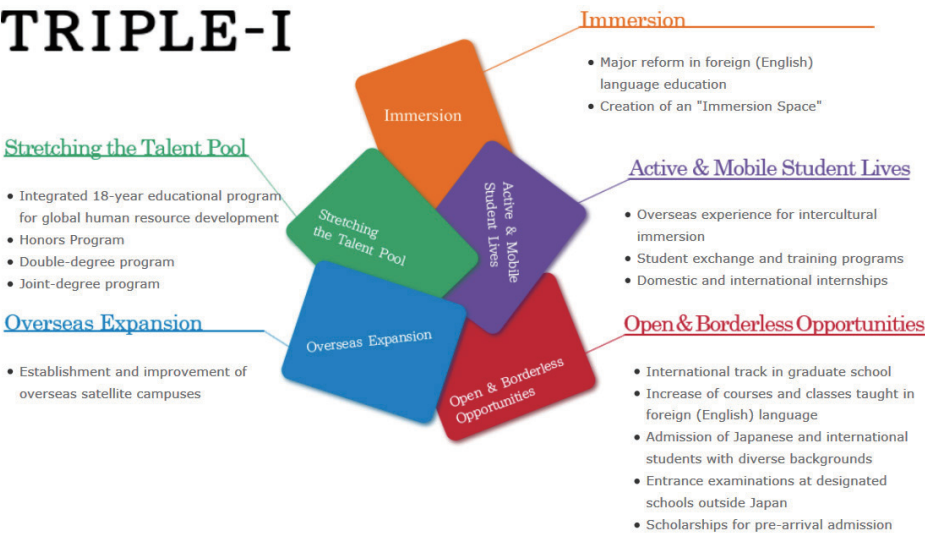 TRIPLE-I
Immersion
• Major reform in foreign (English)
language education
• Creation of an "Immersion Space"
Immersion
Stretching the Talent Pool
• Integrated 18-year educational program
for global human resource development
• Honors Program
• Double-degree program
• Joint-degree program
Active & Mobile Student Lives
• Overseas experience for intercultural
immersion
• Student exchange and training programs
• Domestic and international internships
Stretching
the Talent Pool
Active & Mobile
Student Lives
Overseas Expansion
• Establishment and improvement of
overseas satellite campuses
Overseas Expansion
Open & Borderless
Opportunities
Open & Borderless Opportunities
• International track in graduate school
• Increase of courses and classes taught in
foreign (English) language
• Admission of Japanese and international
students with diverse backgrounds
• Entrance examinations at designated
schools outside Japan
• Scholarships for pre-arrival admission